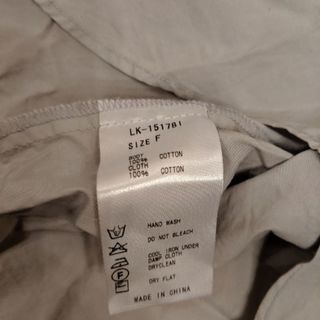 LK-151781
SIZE F
BODY
100% COTTON
CLOTH
100% COTTON
HAND WASH
DO NOT BLEACH
COOL IRON UNDER
DAMP CLOTH
DRYCLEAN
DRY FLAT
MADE IN CHINA